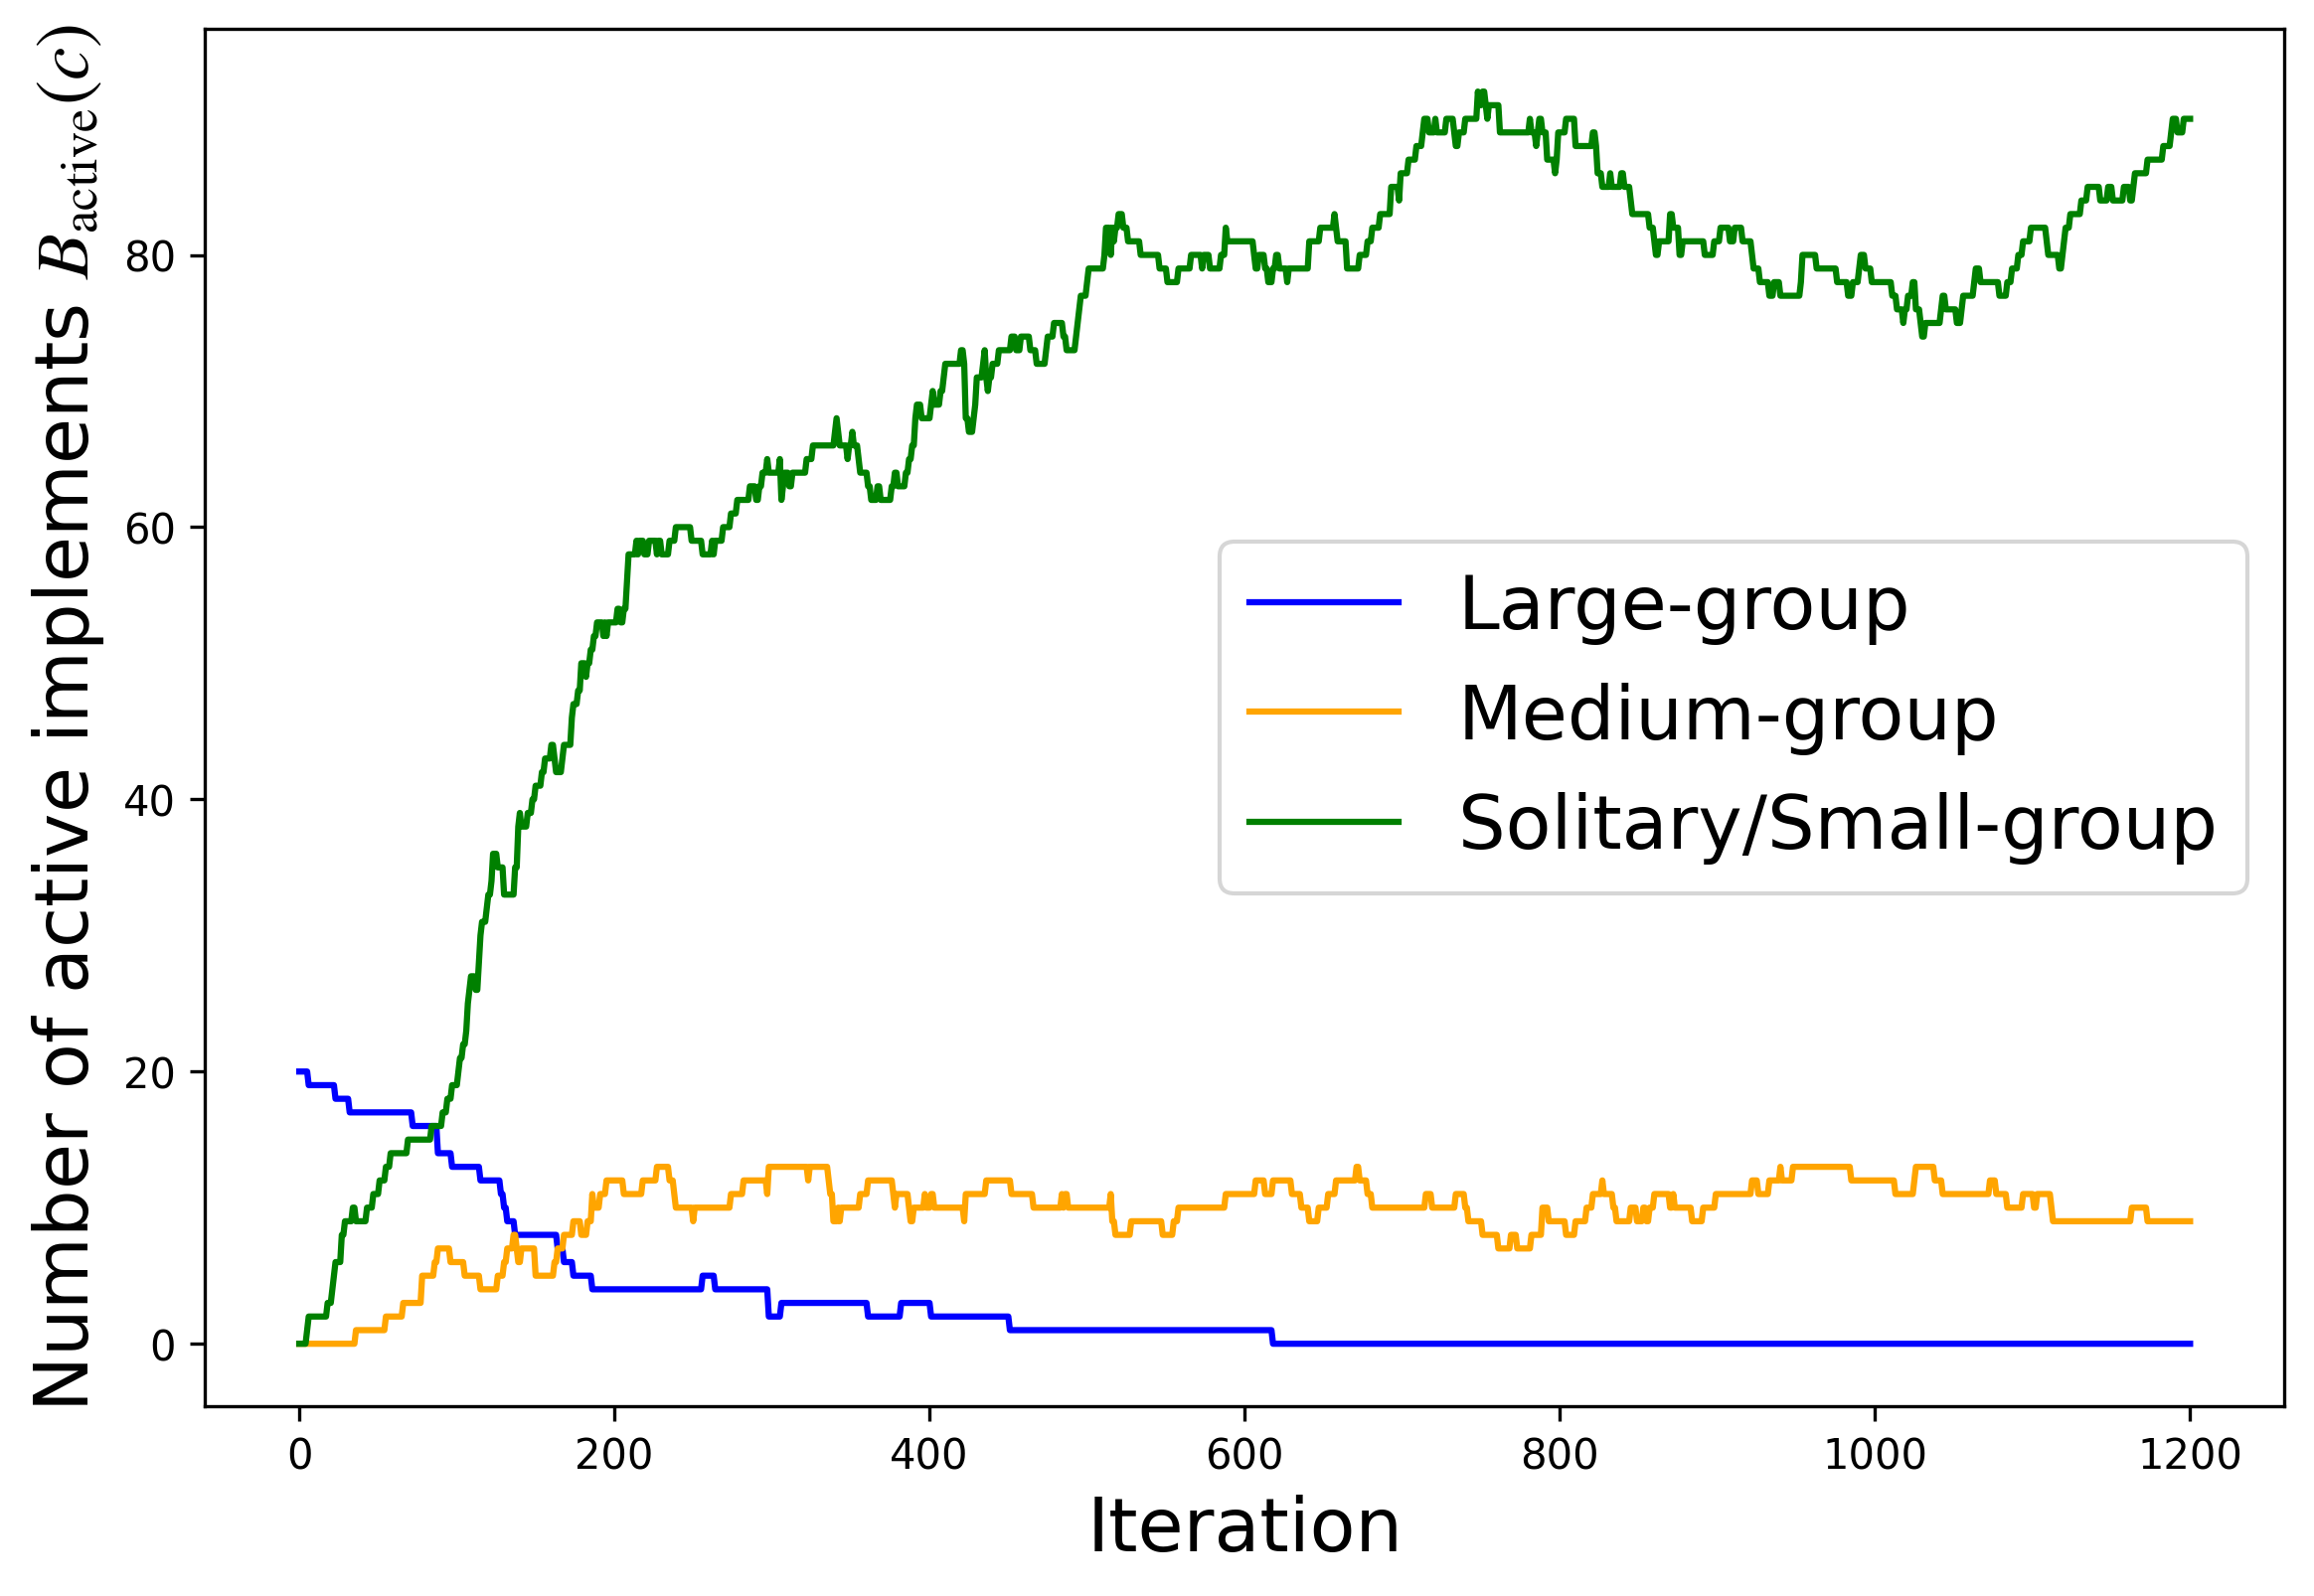 Number of active implements B_active(c)
80
60
40
20
0
Large-group
Medium-group
Solitary/Small-group
0 200 400 600 800 1000 1200
Iteration